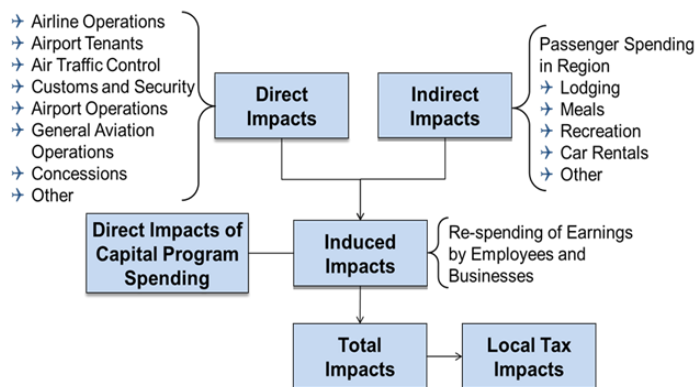 Airline Operations
Airport Tenants
Air Traffic Control
Customs and Security
Airport Operations
General Aviation
Operations
Concessions
Other
Direct
Impacts
Indirect
Impacts
Passenger Spending
in Region
Lodging
Meals
Recreation
Car Rentals
Other
Direct Impacts of
Capital Program
Spending
Induced
Impacts
Re-spending of Earnings
by Employees and
Businesses
Total
Impacts
Local Tax
Impacts